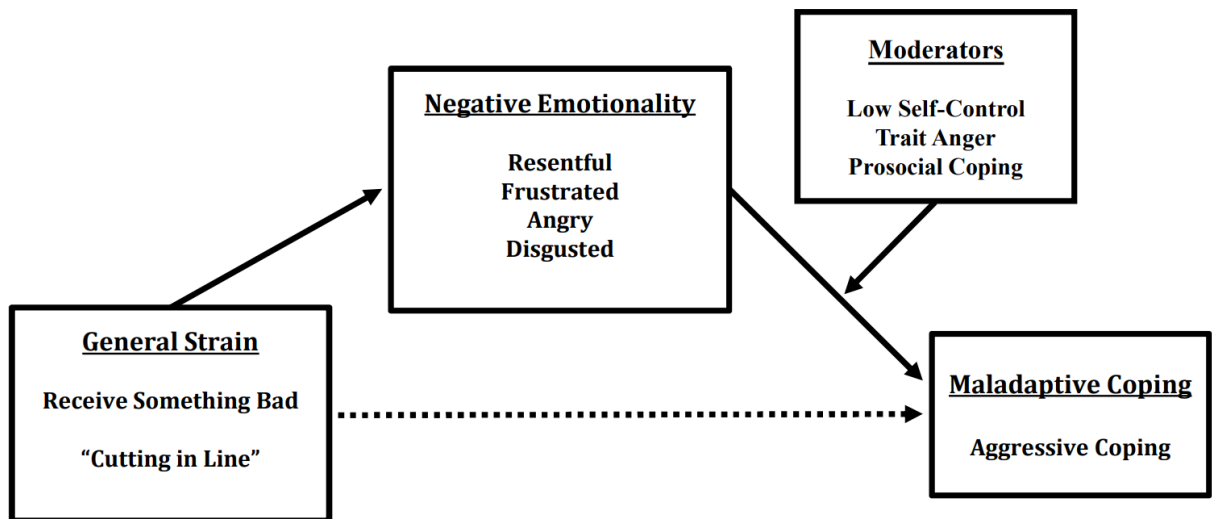 Moderators
Low Self-Control
Trait Anger
Prosocial Coping
Negative Emotionality
Resentful
Frustrated
Angry
Disgusted
General Strain
Receive Something Bad
“Cutting in Line”
Maladaptive Coping
Aggressive Coping